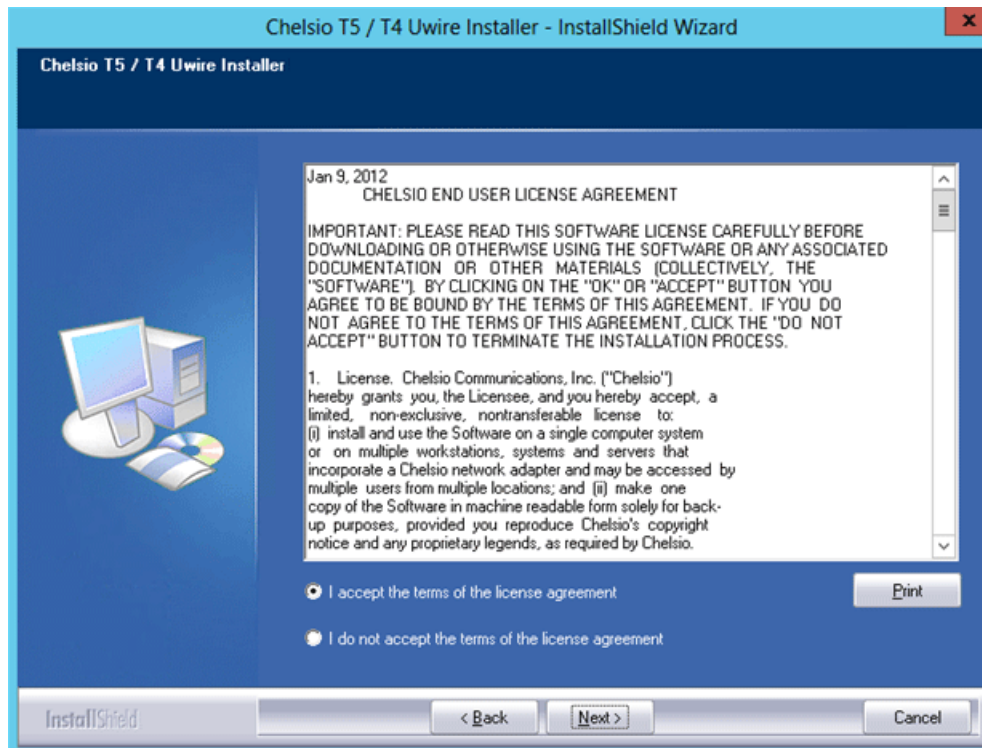 Chelsio T5 / T4 Uwire Installer - InstallShield Wizard
x
Chelsio T5 / T4 Uwire Installer
Jan 9, 2012
CHELSIO END USER LICENSE AGREEMENT
IMPORTANT: PLEASE READ THIS SOFTWARE LICENSE CAREFULLY BEFORE
DOWNLOADING OR OTHERWISE USING THE SOFTWARE OR ANY ASSOCIATED
DOCUMENTATION OR OTHER MATERIALS (COLLECTIVELY, THE
"SOFTWARE"). BY CLICKING ON THE "OK" OR "ACCEPT" BUTTON YOU
AGREE TO BE BOUND BY THE TERMS OF THIS AGREEMENT. IF YOU DO
NOT AGREE TO THE TERMS OF THIS AGREEMENT, CLICK THE "DO NOT
ACCEPT" BUTTON TO TERMINATE THE INSTALLATION PROCESS.
1. License. Chelsio Communications, Inc. ("Chelsio")
hereby grants you, the Licensee, and you hereby accept, a
limited, non-exclusive, nontransferable license to:
(i) install and use the Software on a single computer system
or on multiple workstations, systems and servers that
incorporate a Chelsio network adapter and may be accessed by
multiple users from multiple locations; and (ii) make one
copy of the Software in machine readable form solely for back-
up purposes, provided you reproduce Chelsio's copyright
notice and any proprietary legends, as required by Chelsio.
I accept the terms of the license agreement
Print
I do not accept the terms of the license agreement
InstallShield
< Back
Next >
Cancel